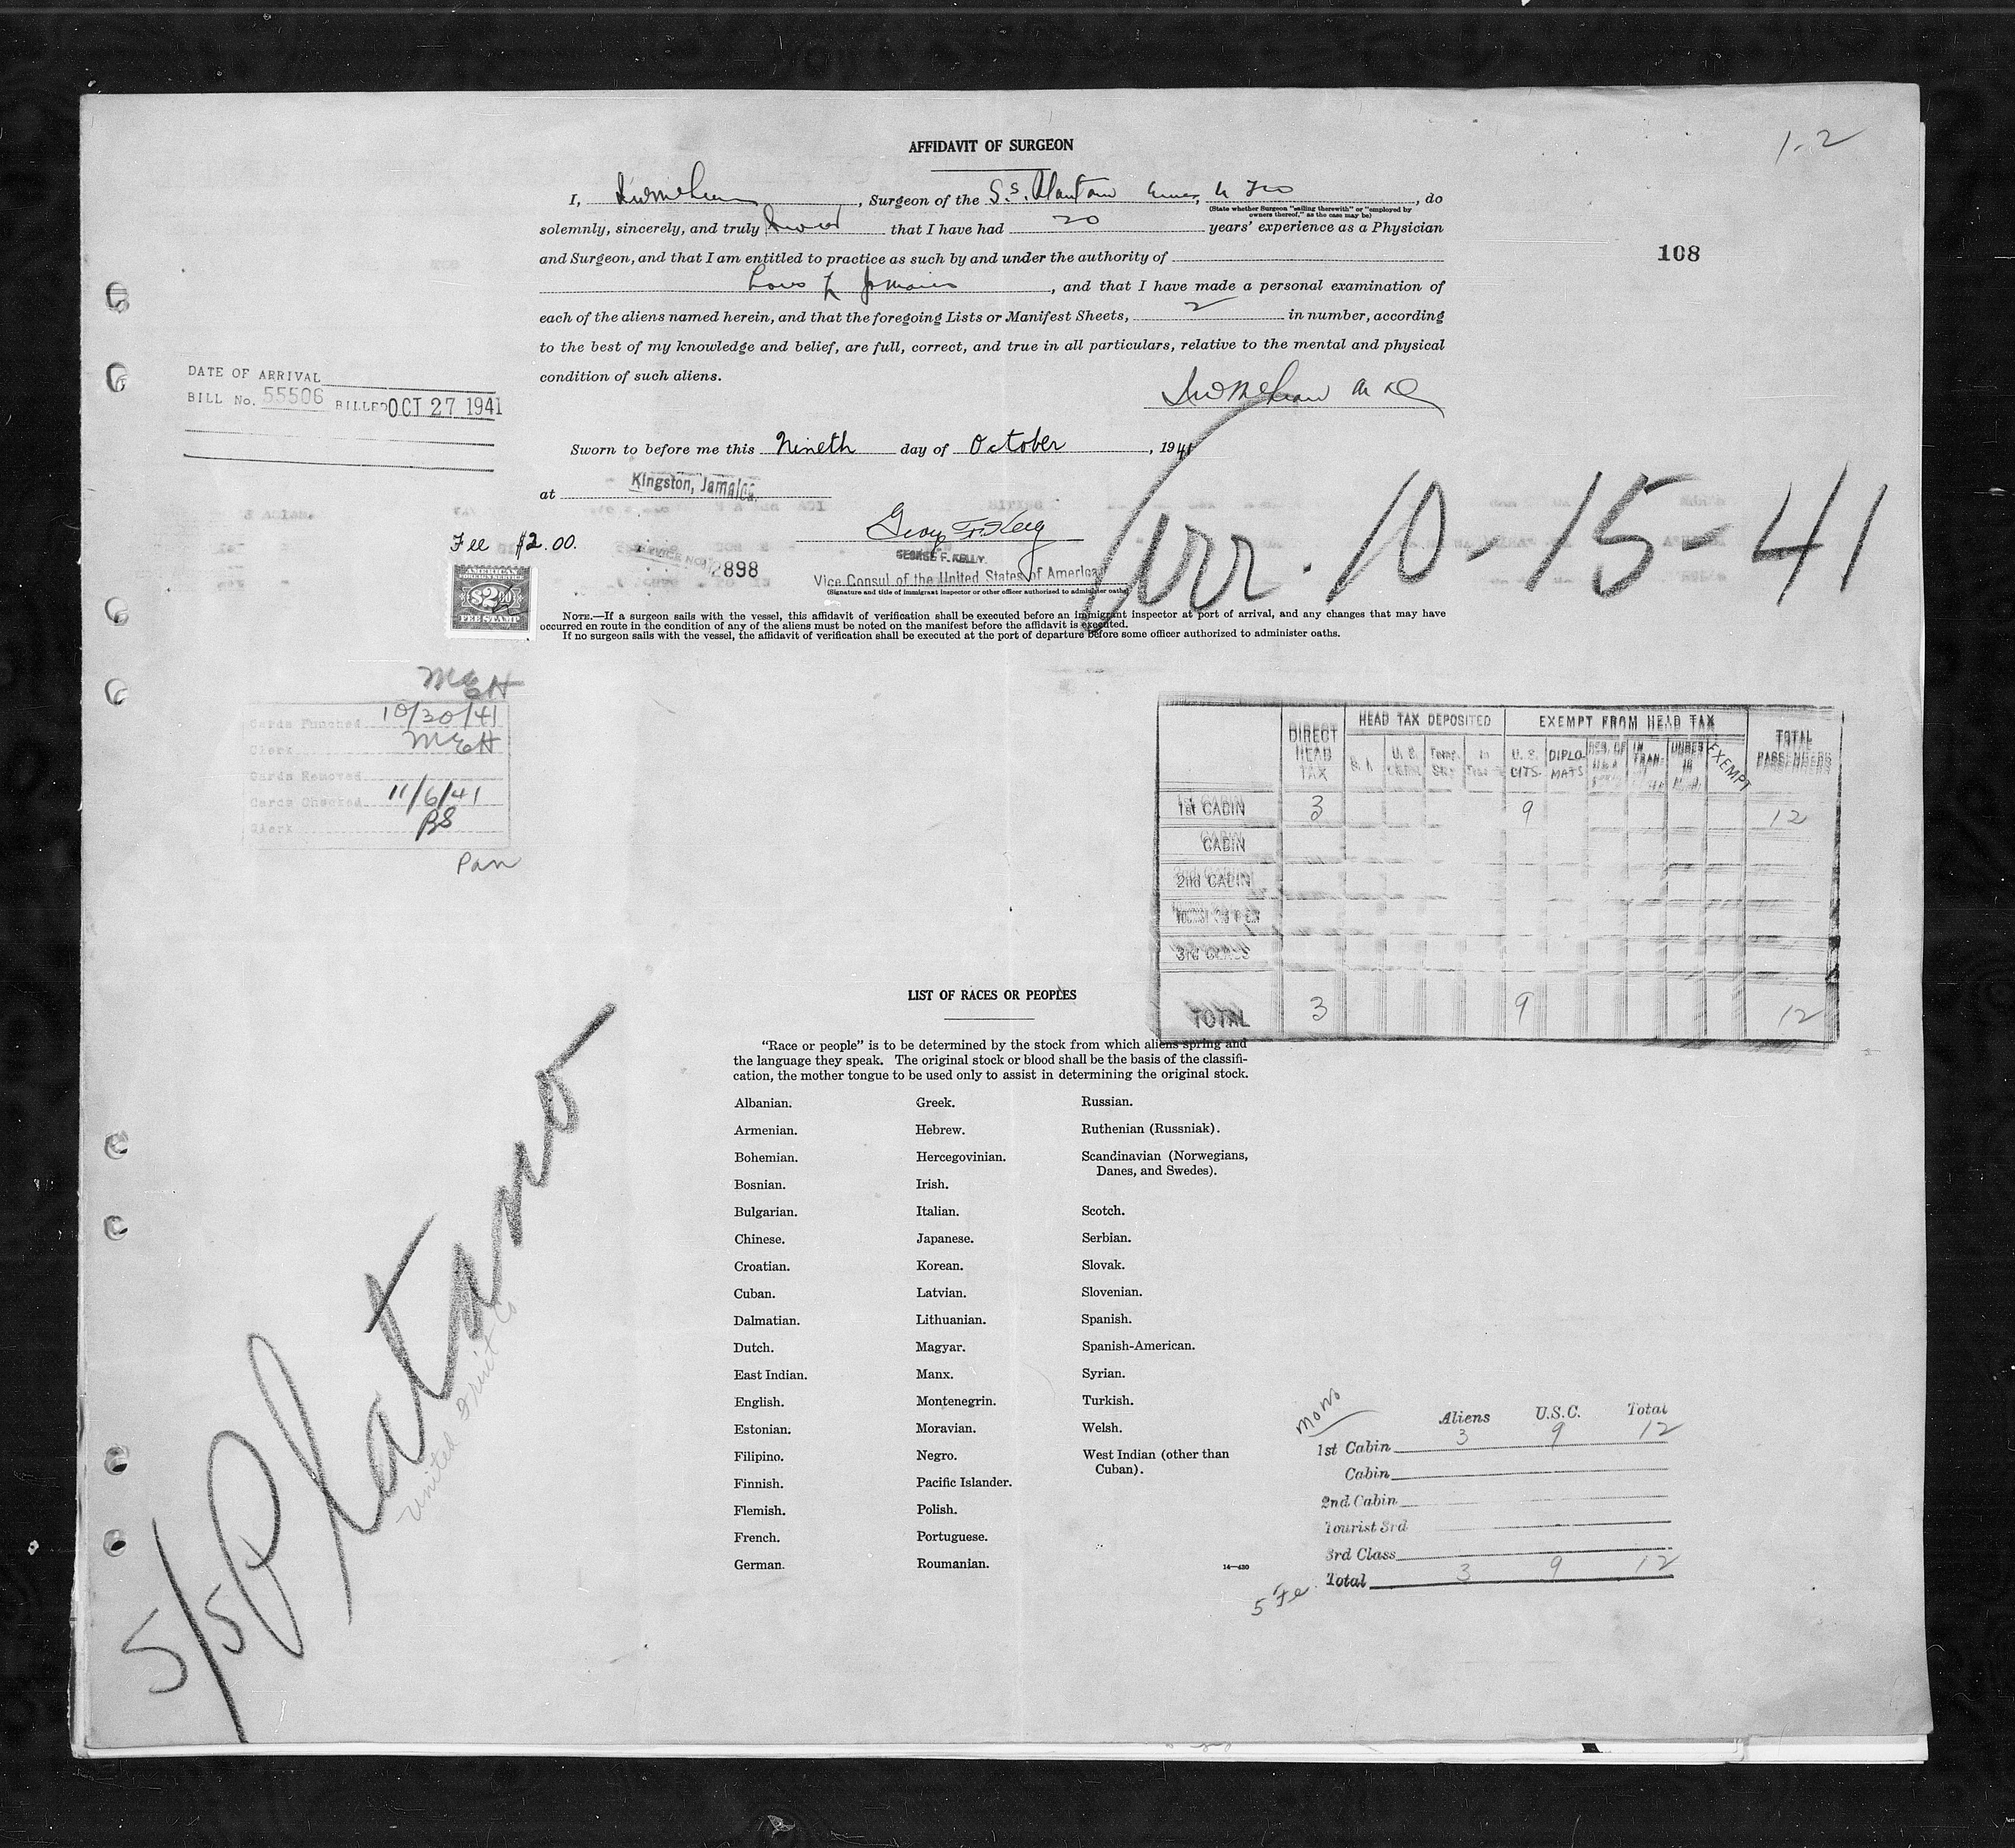 1-2
AFFIDAVIT OF SURGEON
I, , Surgeon of the S.S. , do
(State whether Surgeon "sailing therewith" or "employed by
owners thereof," as the case may be)
solemnly, sincerely, and truly that I have had 20 years' experience as a Physician
108
and Surgeon, and that I am entitled to practice as such by and under the authority of
, and that I have made a personal examination of
each of the aliens named herein, and that the foregoing Lists or Manifest Sheets, 2 in number, according
to the best of my knowledge and belief, are full, correct, and true in all particulars, relative to the mental and physical
condition of such aliens.
DATE OF ARRIVAL
BILL No. 55506 BILLED OCT 27 1941
Sworn to before me this Nineth day of October, 1941
at Kingston, Jamaica.
Arr. 10-15-41
Fee $2.00.
GEORGE F. KELLY.
SERVICE NO. 2898
Vice Consul of the United States of America
(Signature and title of immigrant inspector or other officer authorized to administer oaths)
AMERICAN
FOREIGN SERVICE
$2.00
FEE STAMP
NOTE.—If a surgeon sails with the vessel, this affidavit of verification shall be executed before an immigrant inspector at port of arrival, and any changes that may have
occurred en route in the condition of any of the aliens must be noted on the manifest before the affidavit is executed.
If no surgeon sails with the vessel, the affidavit of verification shall be executed at the port of departure before some officer authorized to administer oaths.
MEH
Cards Punched 10/30/41
Clerk MEH
Cards Removed
Cards Checked 11/6/41
Clerk BS
Pan
DIRECT HEAD TAX
HEAD TAX DEPOSITED
EXEMPT FROM HEAD TAX
TOTAL PASSENGERS
U. S. CITS.
DIPLOMATS
EXEMPT
1st CABIN 3 9 12
CABIN
2nd CABIN
3rd CLASS
TOTAL 3 9 12
LIST OF RACES OR PEOPLES
"Race or people" is to be determined by the stock from which aliens spring and
the language they speak. The original stock or blood shall be the basis of the classifi-
cation, the mother tongue to be used only to assist in determining the original stock.
Albanian. Greek. Russian.
Armenian. Hebrew. Ruthenian (Russniak).
Bohemian. Hercegovinian. Scandinavian (Norwegians,
Danes, and Swedes).
Bosnian. Irish.
Bulgarian. Italian. Scotch.
Chinese. Japanese. Serbian.
Croatian. Korean. Slovak.
Cuban. Latvian. Slovenian.
Dalmatian. Lithuanian. Spanish.
Dutch. Magyar. Spanish-American.
East Indian. Manx. Syrian.
English. Montenegrin. Turkish.
Estonian. Moravian. Welsh.
Filipino. Negro. West Indian (other than
Cuban).
Finnish. Pacific Islander.
Flemish. Polish.
French. Portuguese.
German. Roumanian.
14—430
S/S Platano
United Fruit Co
Aliens U.S.C. Total
1st Cabin 3 9 12
Cabin
2nd Cabin
Tourist 3rd
3rd Class
Total 3 9 12